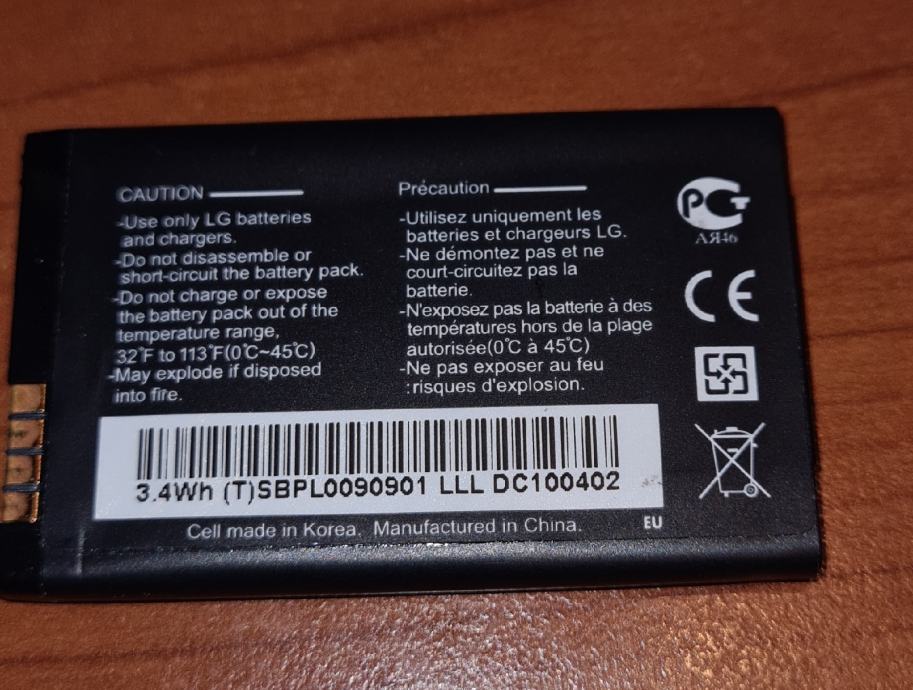 CAUTION
-Use only LG batteries
and chargers.
-Do not disassemble or
short-circuit the battery pack.
-Do not charge or expose
the battery pack out of the
temperature range,
32°F to 113°F(0°C~45°C)
-May explode if disposed
into fire.
Précaution
-Utilisez uniquement les
batteries et chargeurs LG.
-Ne démontez pas et ne
court-circuitez pas la
batterie.
-N'exposez pas la batterie à des
températures hors de la plage
autorisée(0°C à 45°C)
-Ne pas exposer au feu
:risques d'explosion.
РСТ
АЯ46
CE
3.4Wh (T)SBPL0090901 LLL DC100402
Cell made in Korea. Manufactured in China.
EU